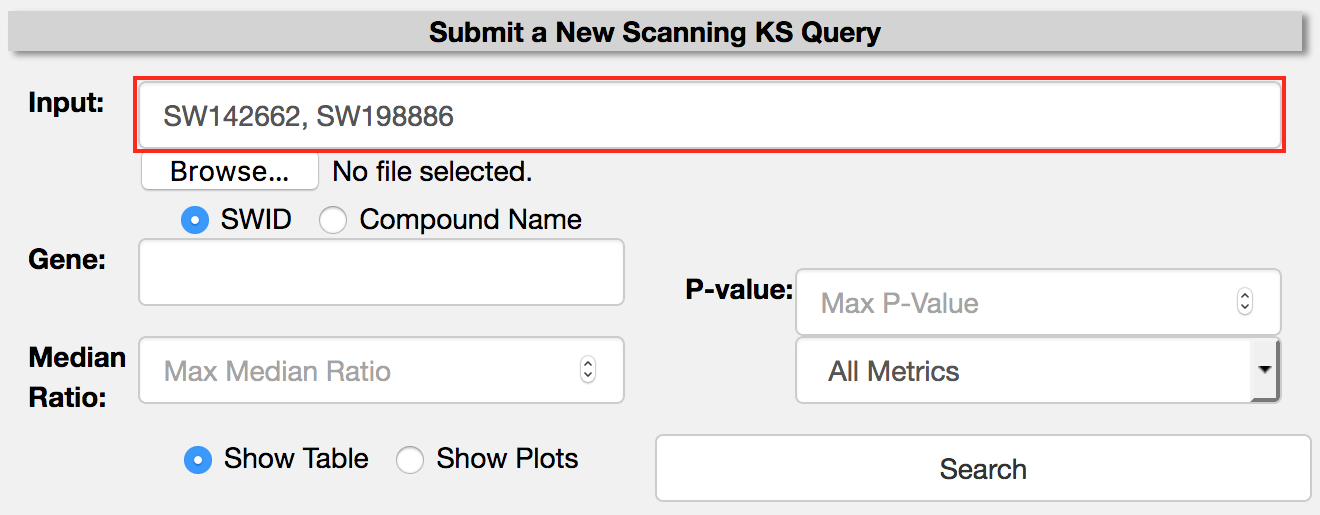 Submit a New Scanning KS Query
Input:
SW142662, SW198886
Browse... No file selected.
SWID Compound Name
Gene:
P-value: Max P-Value
Median Ratio:
Max Median Ratio
All Metrics
Show Table Show Plots
Search